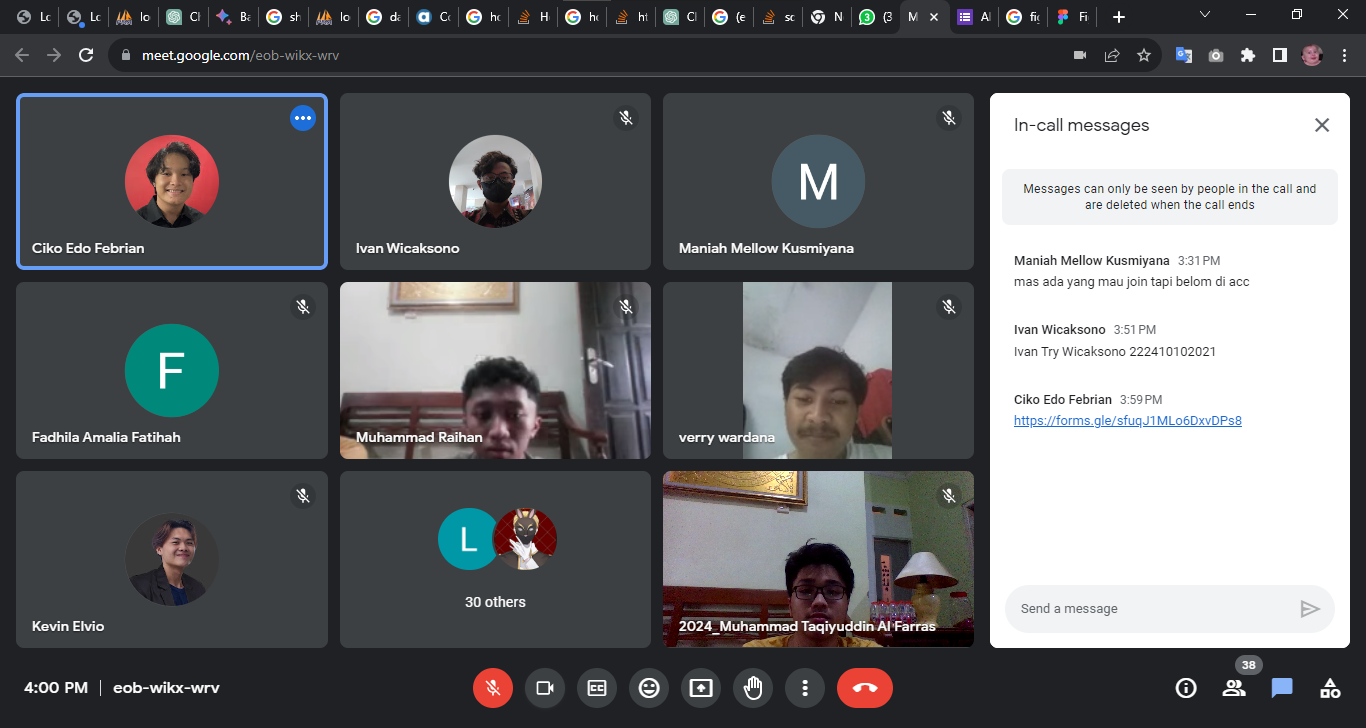 Lo
Lo
lo
Cl
Ba
sh
lo
da
Co
ho
H
ho
ht
Cl
(e
sc
N
(3
M
Al
fig
Fi
meet.google.com/eob-wikx-wrv
Ciko Edo Febrian
Ivan Wicaksono
M
Maniah Mellow Kusmiyana
F
Fadhila Amalia Fatihah
Muhammad Raihan
verry wardana
Kevin Elvio
L
30 others
2024_Muhammad Taqiyuddin Al Farras
In-call messages
Messages can only be seen by people in the call and
are deleted when the call ends
Maniah Mellow Kusmiyana 3:31 PM
mas ada yang mau join tapi belom di acc
Ivan Wicaksono 3:51 PM
Ivan Try Wicaksono 222410102021
Ciko Edo Febrian 3:59 PM
https://forms.gle/sfuqJ1MLo6DxvDPs8
Send a message
4:00 PM | eob-wikx-wrv
38